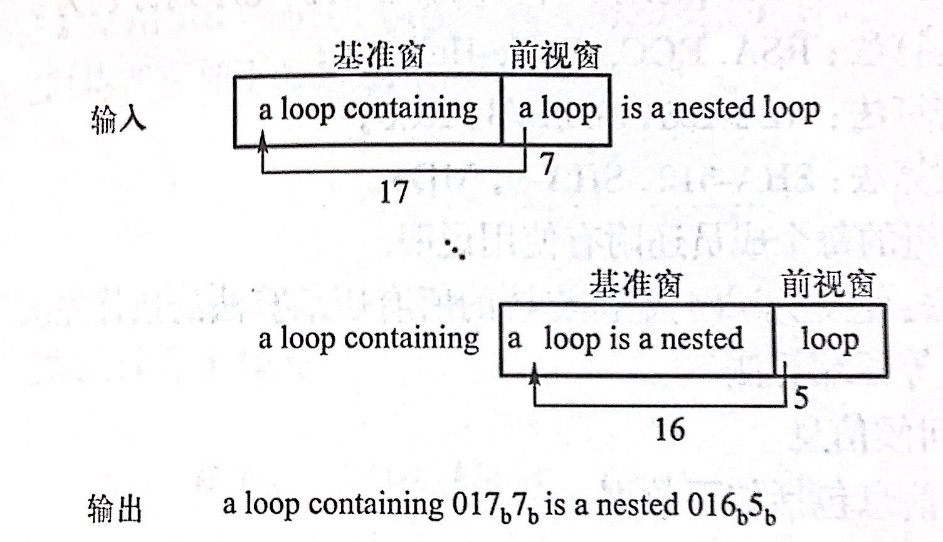 基准窗 前视窗
输入 a loop containing a loop is a nested loop
7
17
基准窗 前视窗
a loop containing a loop is a nested loop
5
16
输出 a loop containing 017b7b is a nested 016b5b